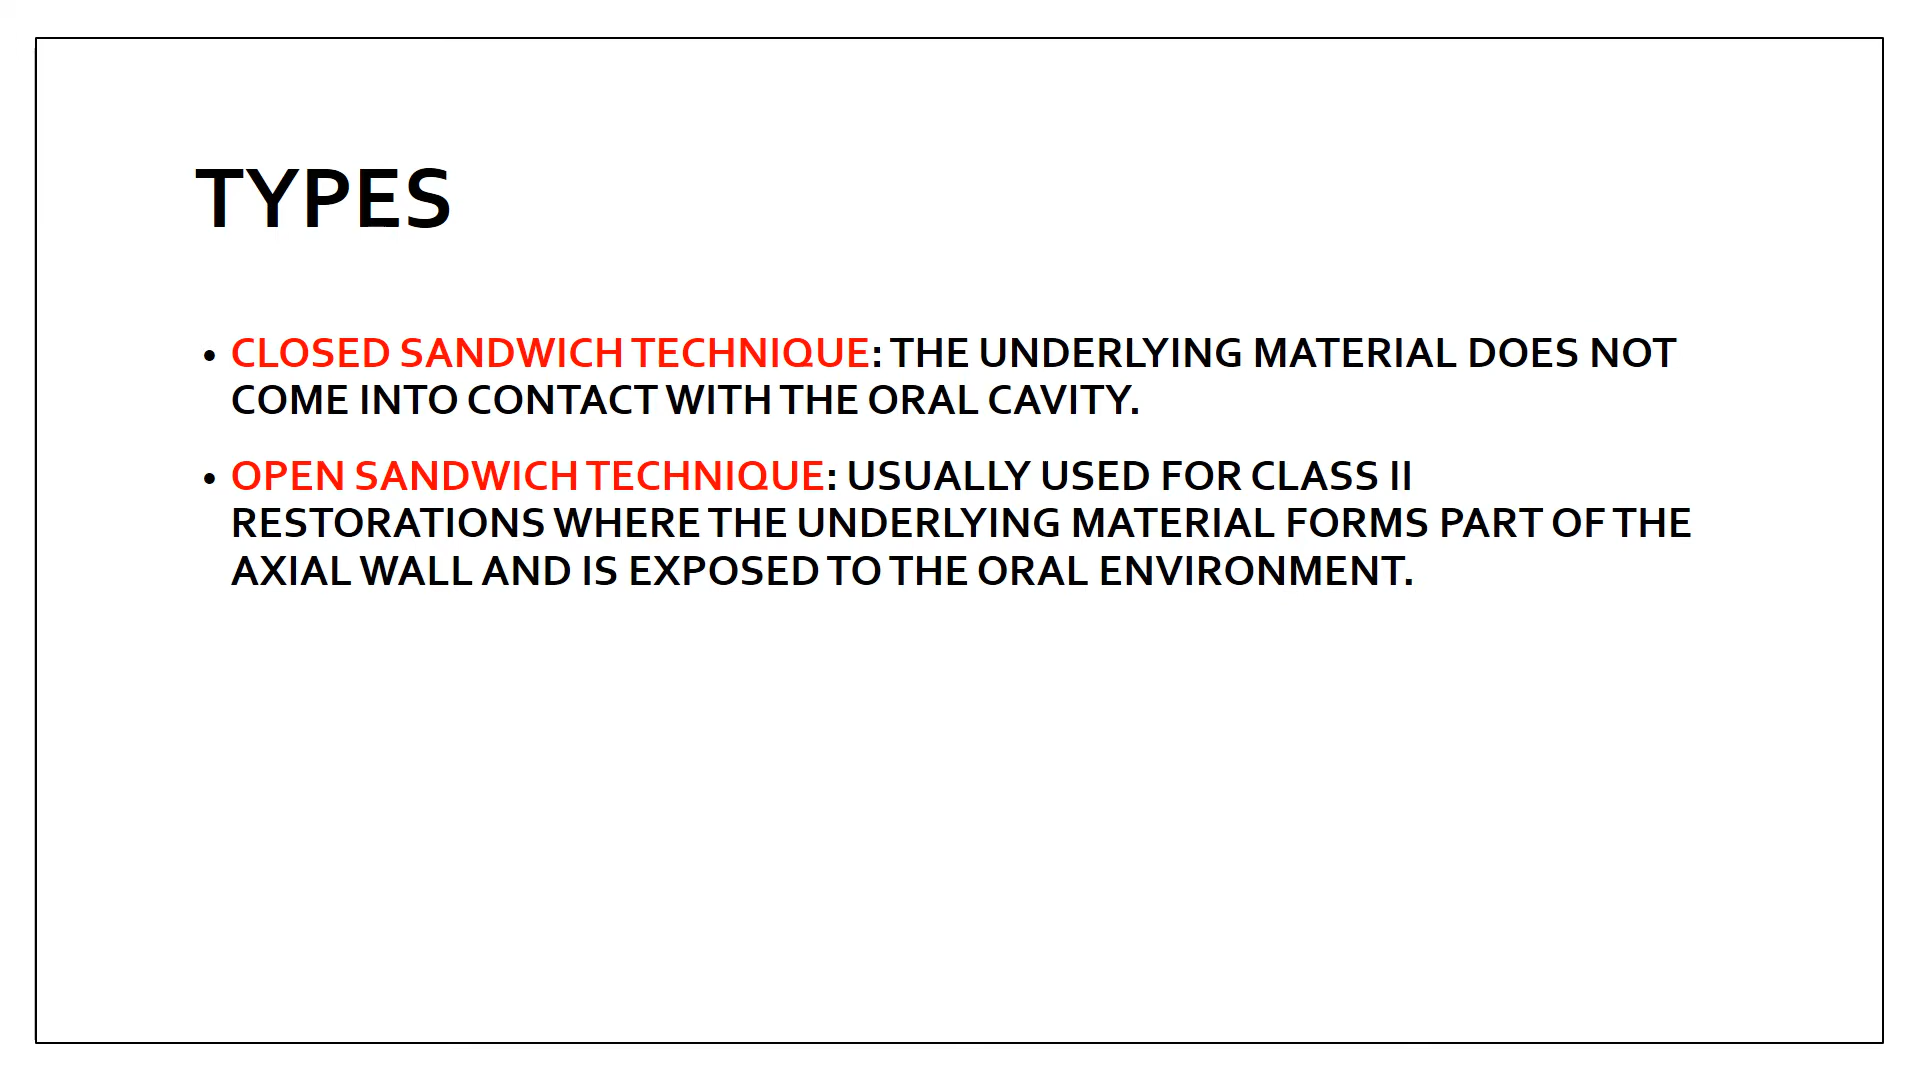 TYPES
• CLOSED SANDWICH TECHNIQUE: THE UNDERLYING MATERIAL DOES NOT
COME INTO CONTACT WITH THE ORAL CAVITY.
• OPEN SANDWICH TECHNIQUE: USUALLY USED FOR CLASS II
RESTORATIONS WHERE THE UNDERLYING MATERIAL FORMS PART OF THE
AXIAL WALL AND IS EXPOSED TO THE ORAL ENVIRONMENT.